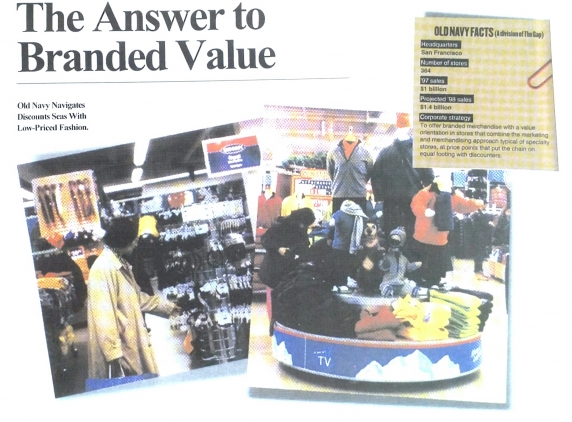 The Answer to
Branded Value
Old Navy Navigates
Discounts Seas With
Low-Priced Fashion.
OLD NAVY FACTS (A division of The Gap)
Headquarters
San Francisco
Number of stores
364
'97 sales
$1 billion
Projected '98 sales
$1.4 billion
Corporate strategy
To offer branded merchandise with a value
orientation in stores that combine the marketing
and merchandising approach typical of specialty
stores, at price points that put the chain on
equal footing with discounters.
TV